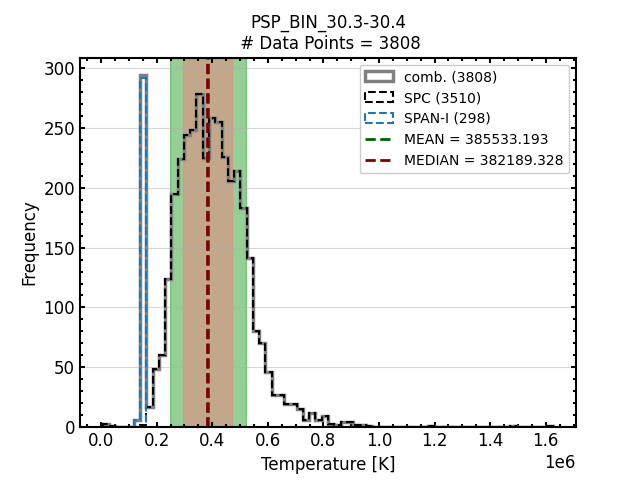 PSP_BIN_30.3-30.4
# Data Points = 3808
comb. (3808)
SPC (3510)
SPAN-I (298)
MEAN = 385533.193
MEDIAN = 382189.328
Frequency
300
250
200
150
100
50
0
0.0 0.2 0.4 0.6 0.8 1.0 1.2 1.4 1.6
1e6
Temperature [K]